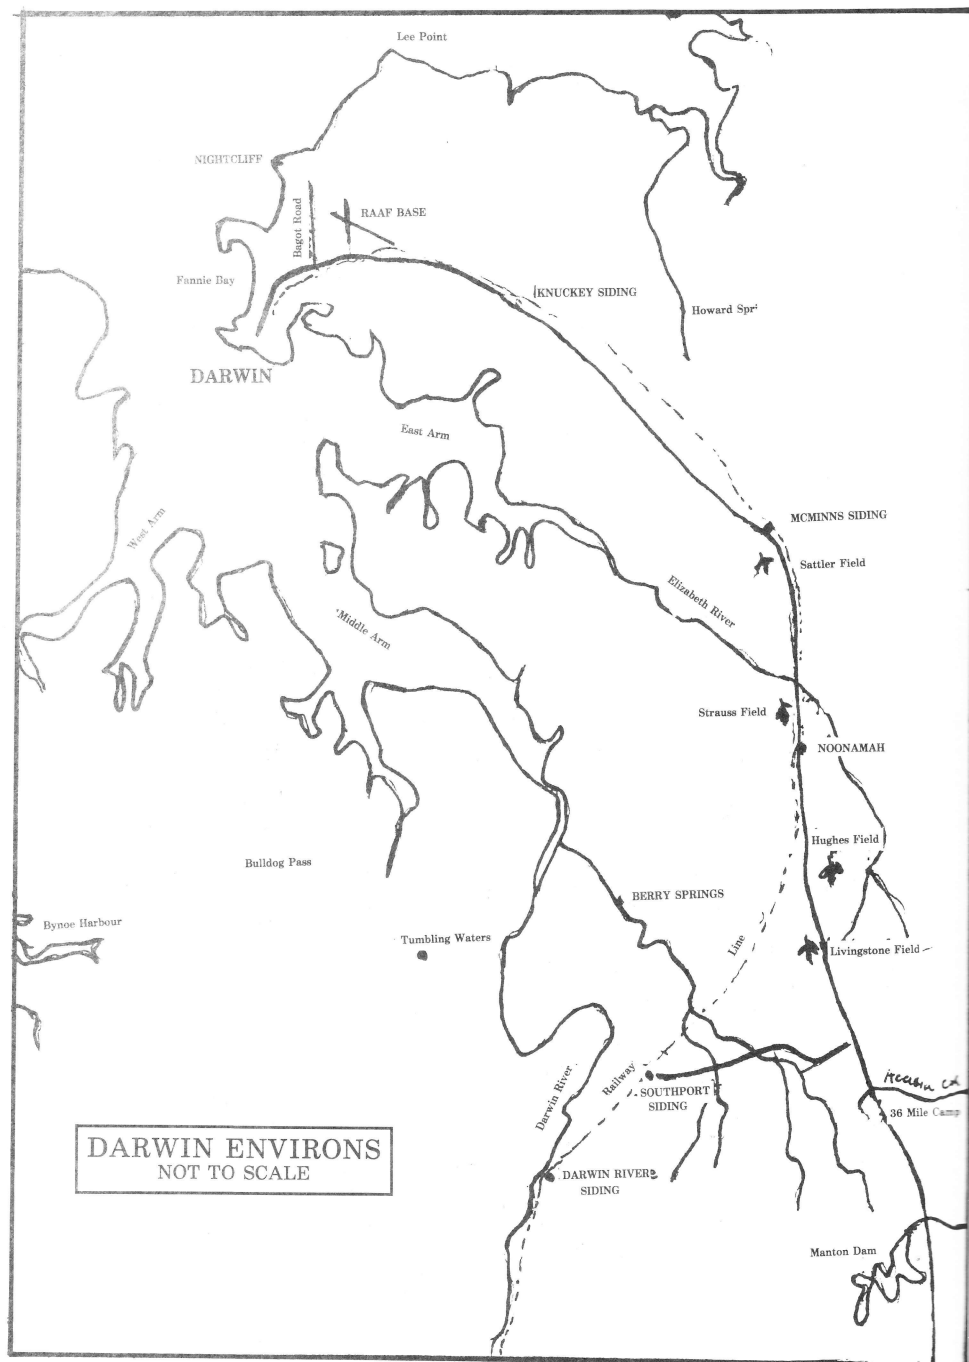 Lee Point
NIGHTCLIFF
Bagot Road
RAAF BASE
Fannie Bay
KNUCKEY SIDING
Howard Spr
DARWIN
East Arm
West Arm
MCMINNS SIDING
Sattler Field
Elizabeth River
Middle Arm
Strauss Field
NOONAMAH
Hughes Field
Bulldog Pass
BERRY SPRINGS
Bynoe Harbour
Tumbling Waters
Line
Livingstone Field
Railway
Darwin River
SOUTHPORT
SIDING
36 Mile Camp
DARWIN ENVIRONS
NOT TO SCALE
DARWIN RIVER
SIDING
Manton Dam